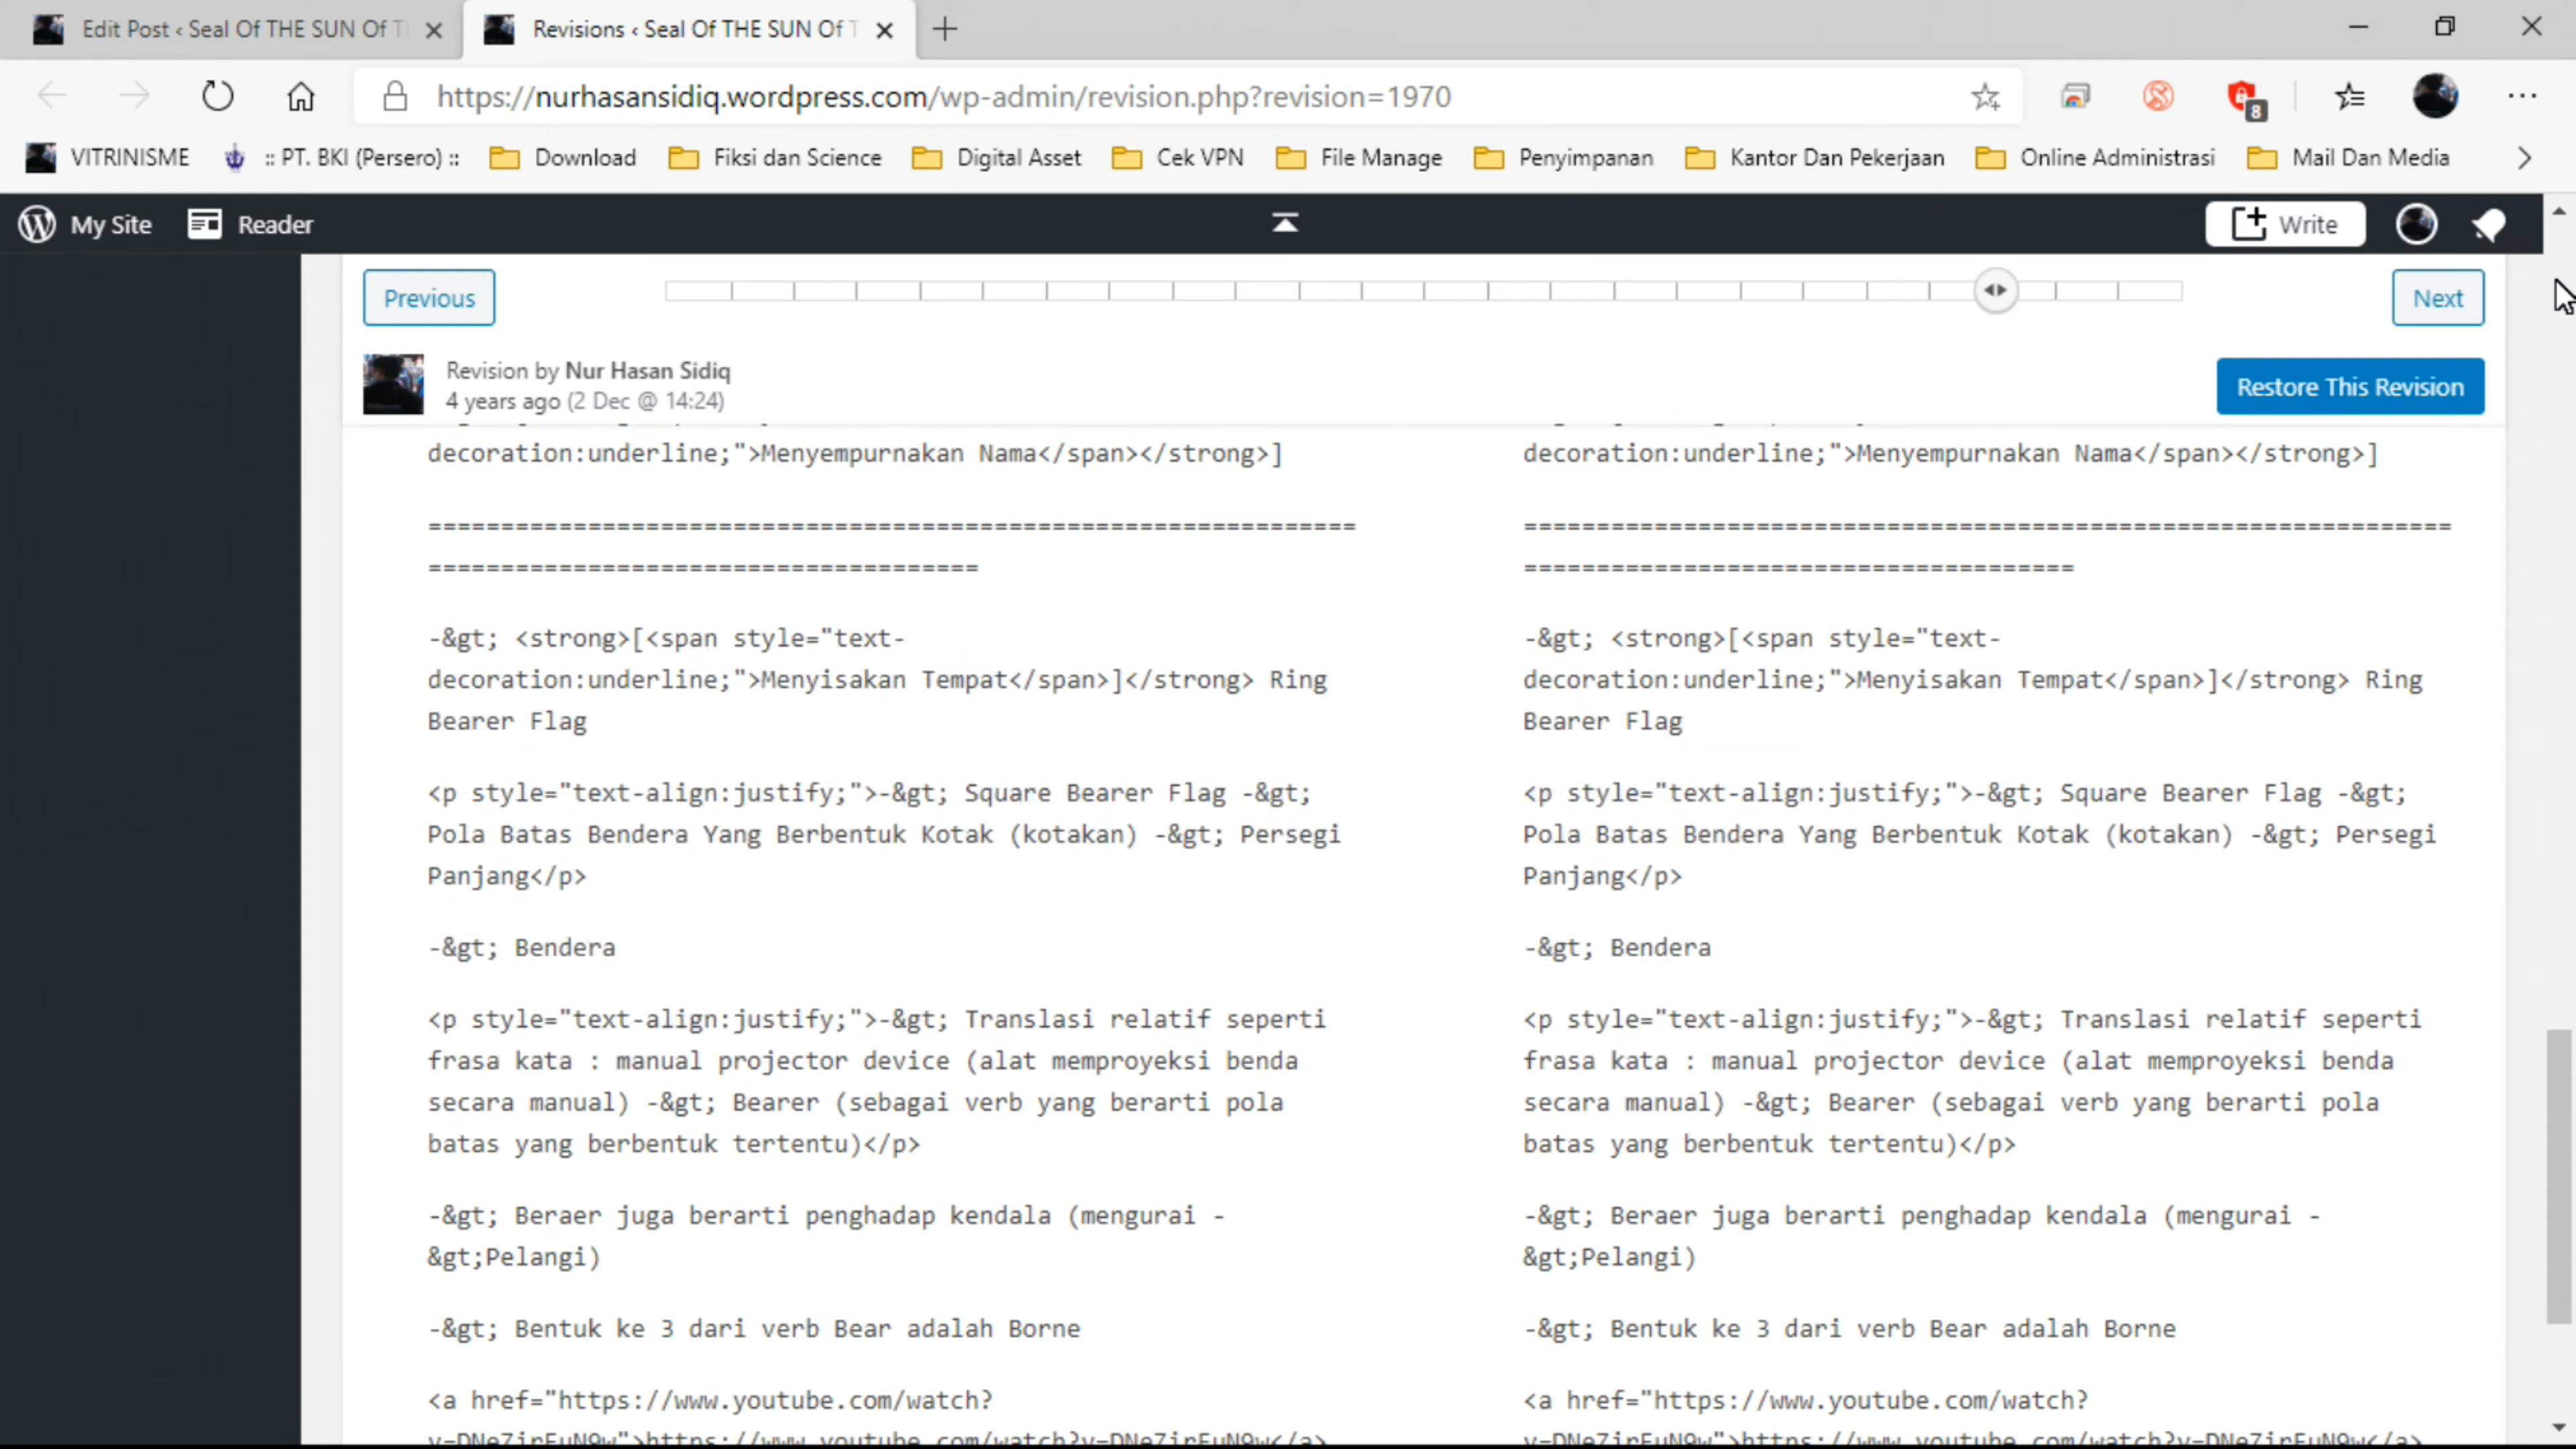 Edit Post ‹ Seal Of THE SUN Of T
Revisions ‹ Seal Of THE SUN Of T
https://nurhasansidiq.wordpress.com/wp-admin/revision.php?revision=1970
8
VITRINISME
:: PT. BKI (Persero) ::
Download
Fiksi dan Science
Digital Asset
Cek VPN
File Manage
Penyimpanan
Kantor Dan Pekerjaan
Online Administrasi
Mail Dan Media
My Site
Reader
Write
Previous
Next
Revision by Nur Hasan Sidiq
4 years ago (2 Dec @ 14:24)
Restore This Revision
decoration:underline;">Menyempurnakan Nama</span></strong>]
================================================================
======================================
-&gt; <strong>[<span style="text-
decoration:underline;">Menyisakan Tempat</span>]</strong> Ring
Bearer Flag
<p style="text-align:justify;">-&gt; Square Bearer Flag -&gt;
Pola Batas Bendera Yang Berbentuk Kotak (kotakan) -&gt; Persegi
Panjang</p>
-&gt; Bendera
<p style="text-align:justify;">-&gt; Translasi relatif seperti
frasa kata : manual projector device (alat memproyeksi benda
secara manual) -&gt; Bearer (sebagai verb yang berarti pola
batas yang berbentuk tertentu)</p>
-&gt; Beraer juga berarti penghadap kendala (mengurai -
&gt;Pelangi)
-&gt; Bentuk ke 3 dari verb Bear adalah Borne
<a href="https://www.youtube.com/watch?
decoration:underline;">Menyempurnakan Nama</span></strong>]
================================================================
======================================
-&gt; <strong>[<span style="text-
decoration:underline;">Menyisakan Tempat</span>]</strong> Ring
Bearer Flag
<p style="text-align:justify;">-&gt; Square Bearer Flag -&gt;
Pola Batas Bendera Yang Berbentuk Kotak (kotakan) -&gt; Persegi
Panjang</p>
-&gt; Bendera
<p style="text-align:justify;">-&gt; Translasi relatif seperti
frasa kata : manual projector device (alat memproyeksi benda
secara manual) -&gt; Bearer (sebagai verb yang berarti pola
batas yang berbentuk tertentu)</p>
-&gt; Beraer juga berarti penghadap kendala (mengurai -
&gt;Pelangi)
-&gt; Bentuk ke 3 dari verb Bear adalah Borne
<a href="https://www.youtube.com/watch?